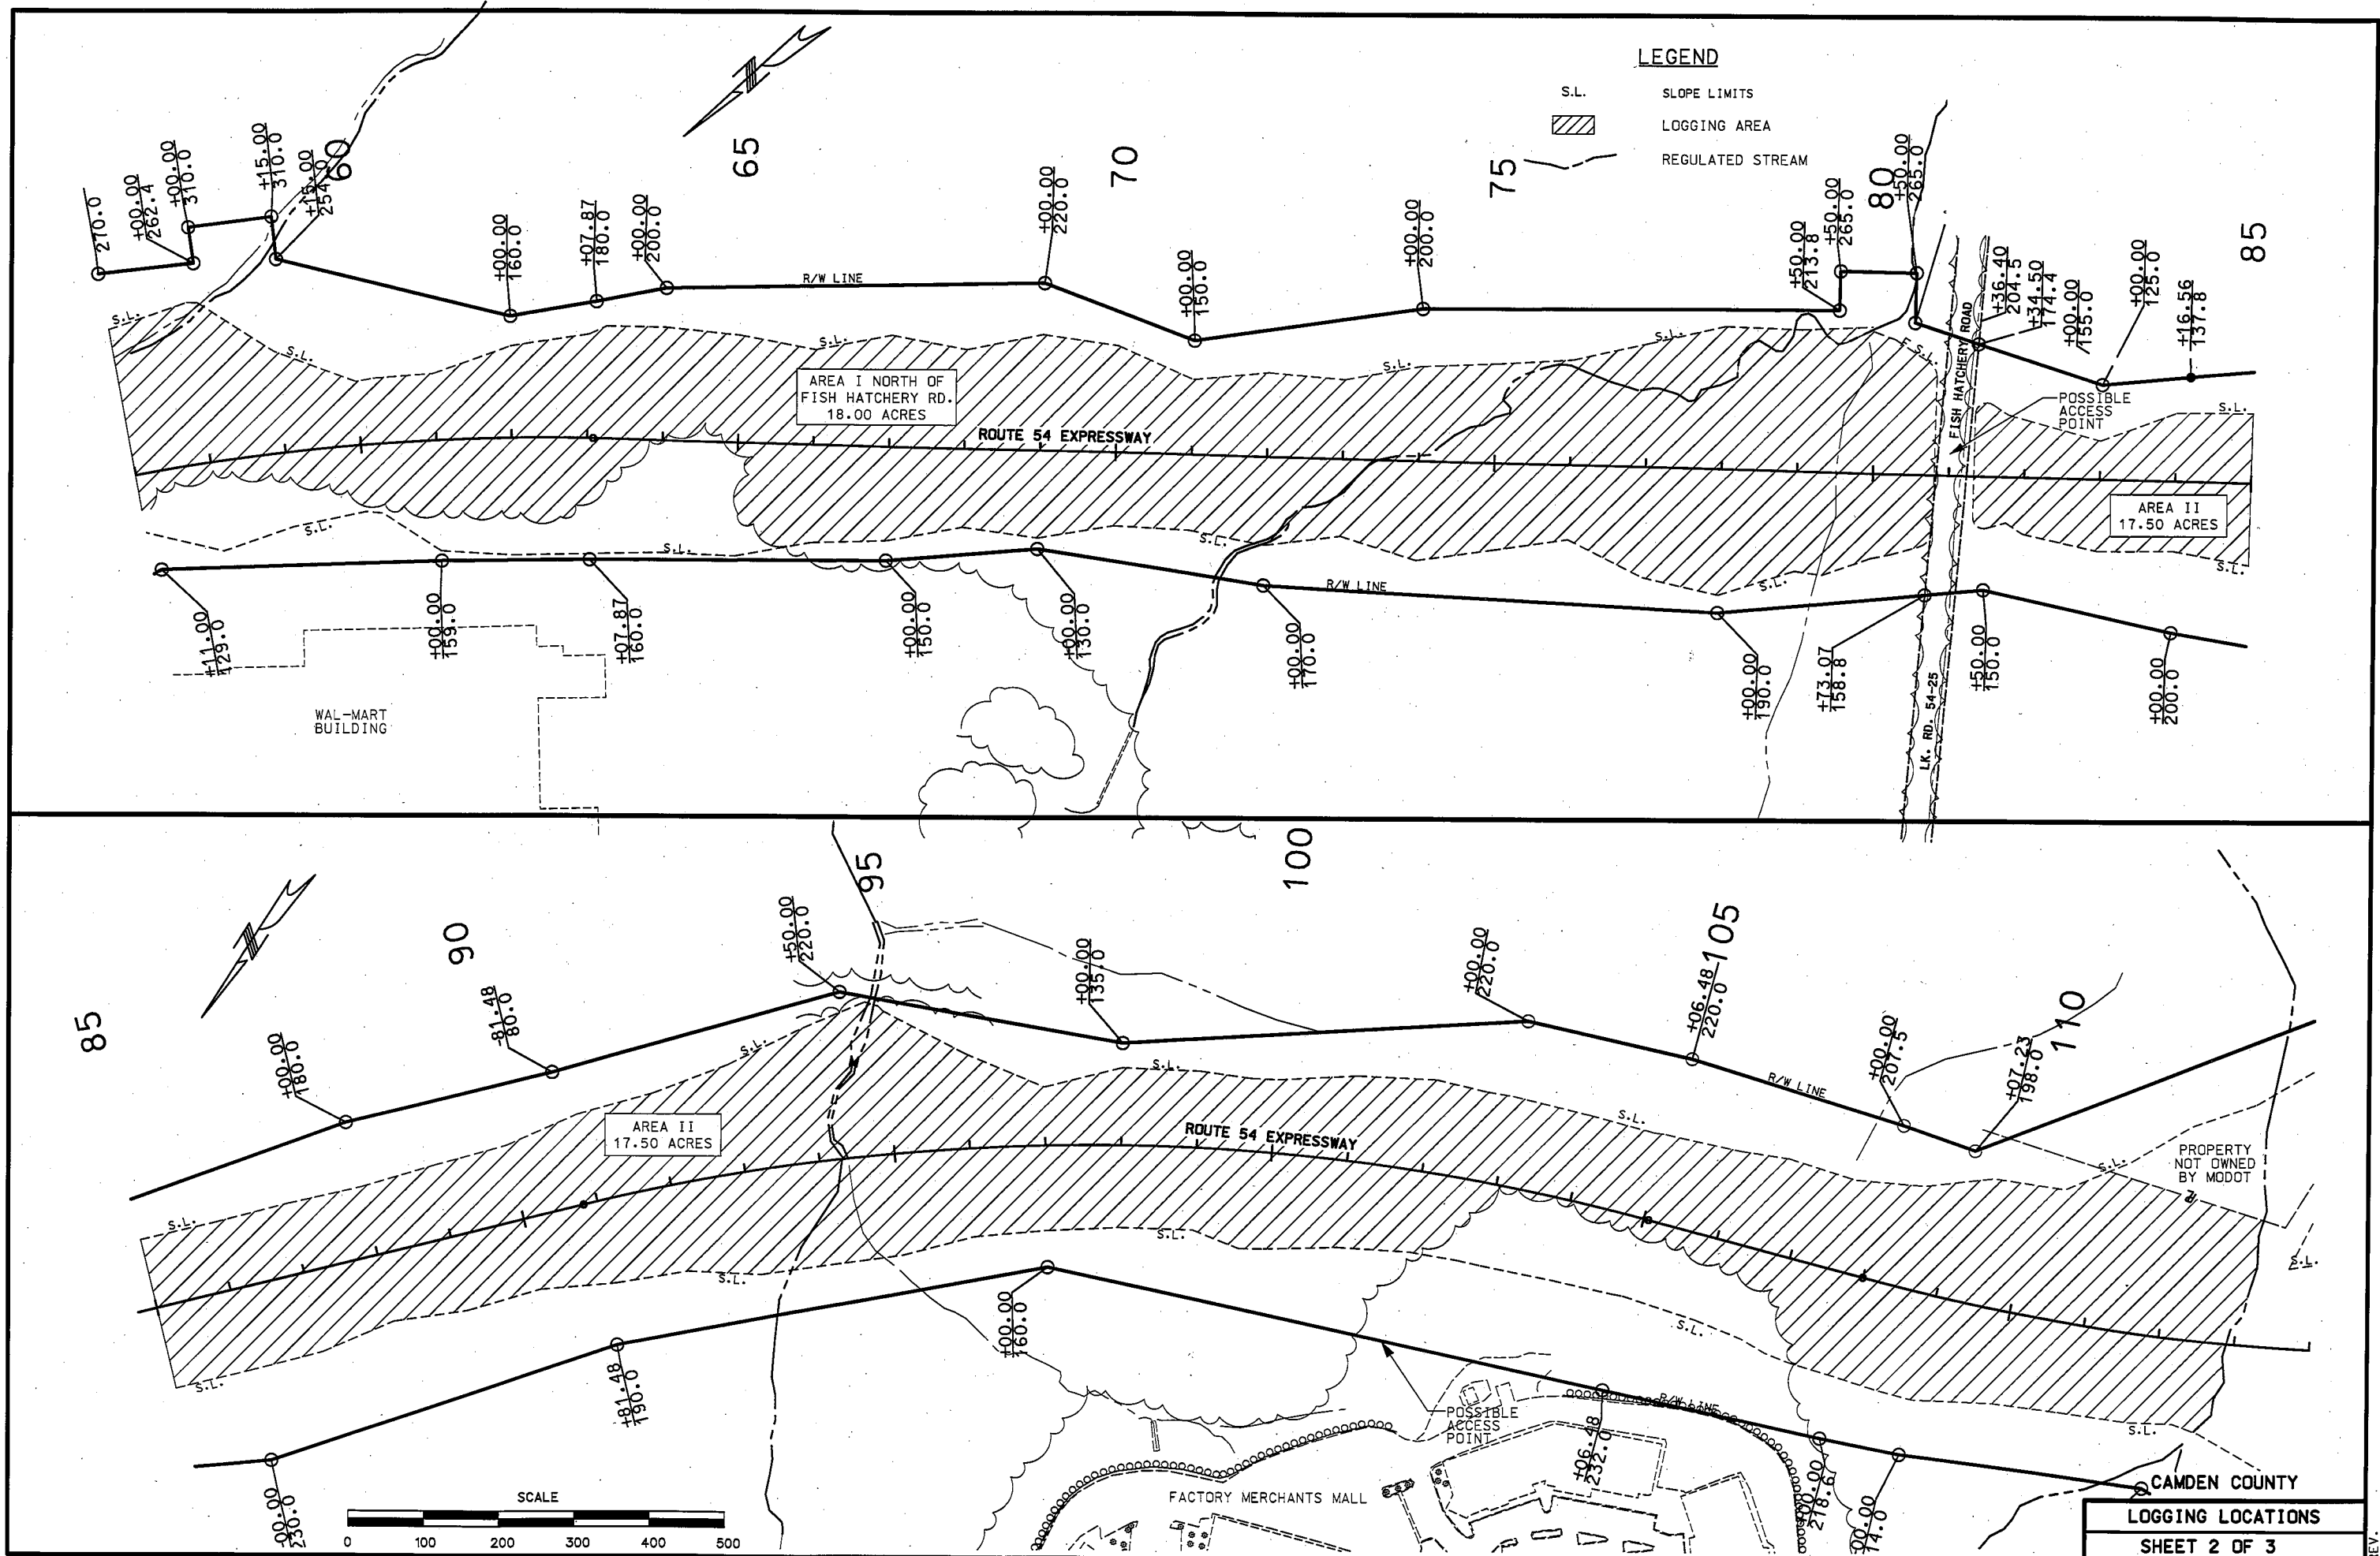 LEGEND
S.L. SLOPE LIMITS
LOGGING AREA
REGULATED STREAM
60
65
70
75
80
85
270.0
+00.00
262.4
+00.00
310.0
+15.00
310.0
+15.00
254.0
+00.00
160.0
+07.87
180.0
+00.00
200.0
R/W LINE
+00.00
220.0
+00.00
150.0
+00.00
200.0
+50.00
213.8
+50.00
265.0
+50.00
265.0
+36.40
204.5
+34.50
174.4
+00.00
155.0
+00.00
125.0
+16.56
137.8
S.L.
S.L.
S.L.
S.L.
S.L.
S.L.
S.L.
AREA I NORTH OF
FISH HATCHERY RD.
18.00 ACRES
ROUTE 54 EXPRESSWAY
FISH HATCHERY ROAD
POSSIBLE
ACCESS
POINT
AREA II
17.50 ACRES
S.L.
S.L.
S.L.
S.L.
S.L.
R/W LINE
+11.00
129.0
+00.00
159.0
+07.87
160.0
+00.00
150.0
+00.00
130.0
+00.00
170.0
+00.00
190.0
+73.07
158.8
+50.00
150.0
+00.00
200.0
LK. RD. 54-25
WAL-MART
BUILDING
85
90
95
100
105
110
+00.00
180.0
-81.48
80.0
+50.00
220.0
+00.00
135.0
+00.00
220.0
+06.48
220.0
R/W LINE
+00.00
207.5
+07.23
198.0
S.L.
S.L.
S.L.
S.L.
S.L.
AREA II
17.50 ACRES
ROUTE 54 EXPRESSWAY
PROPERTY
NOT OWNED
BY MODOT
S.L.
S.L.
S.L.
S.L.
S.L.
S.L.
+00.00
160.0
+81.48
190.0
230.0
POSSIBLE
ACCESS
POINT
R/W LINE
+06.48
232.0
218.6
FACTORY MERCHANTS MALL
SCALE
0 100 200 300 400 500
CAMDEN COUNTY
LOGGING LOCATIONS
SHEET 2 OF 3